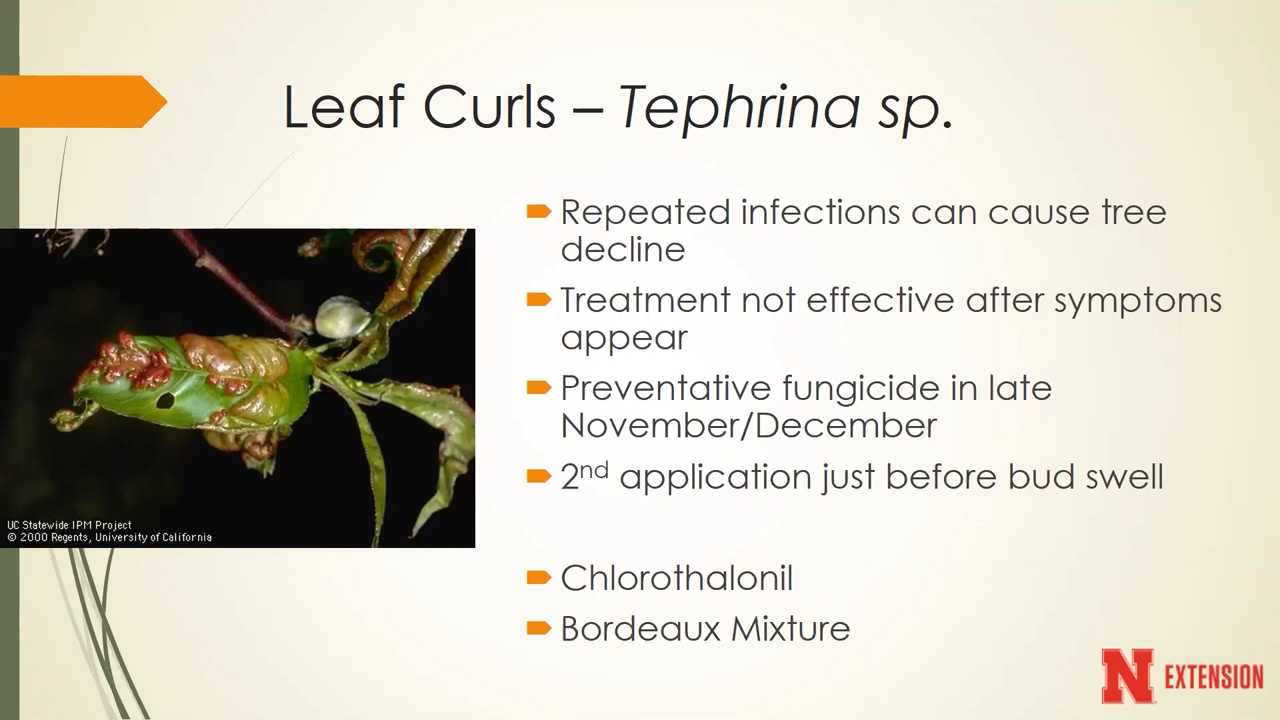 Leaf Curls – Tephrina sp.
Repeated infections can cause tree
decline
Treatment not effective after symptoms
appear
Preventative fungicide in late
November/December
2nd application just before bud swell
Chlorothalonil
Bordeaux Mixture
UC Statewide IPM Project
© 2000 Regents, University of California
N EXTENSION